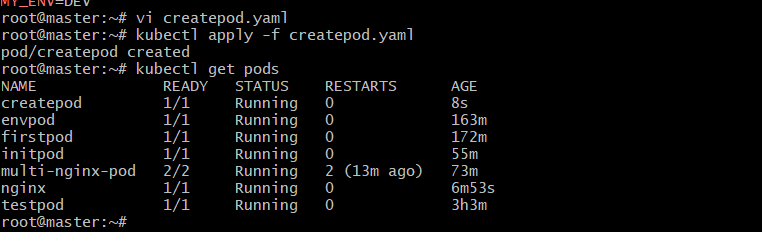 MY_ENV=DEV
root@master:~# vi createpod.yaml
root@master:~# kubectl apply -f createpod.yaml
pod/createpod created
root@master:~# kubectl get pods
NAME READY STATUS RESTARTS AGE
createpod 1/1 Running 0 8s
envpod 1/1 Running 0 163m
firstpod 1/1 Running 0 172m
initpod 1/1 Running 0 55m
multi-nginx-pod 2/2 Running 2 (13m ago) 73m
nginx 1/1 Running 0 6m53s
testpod 1/1 Running 0 3h3m
root@master:~#